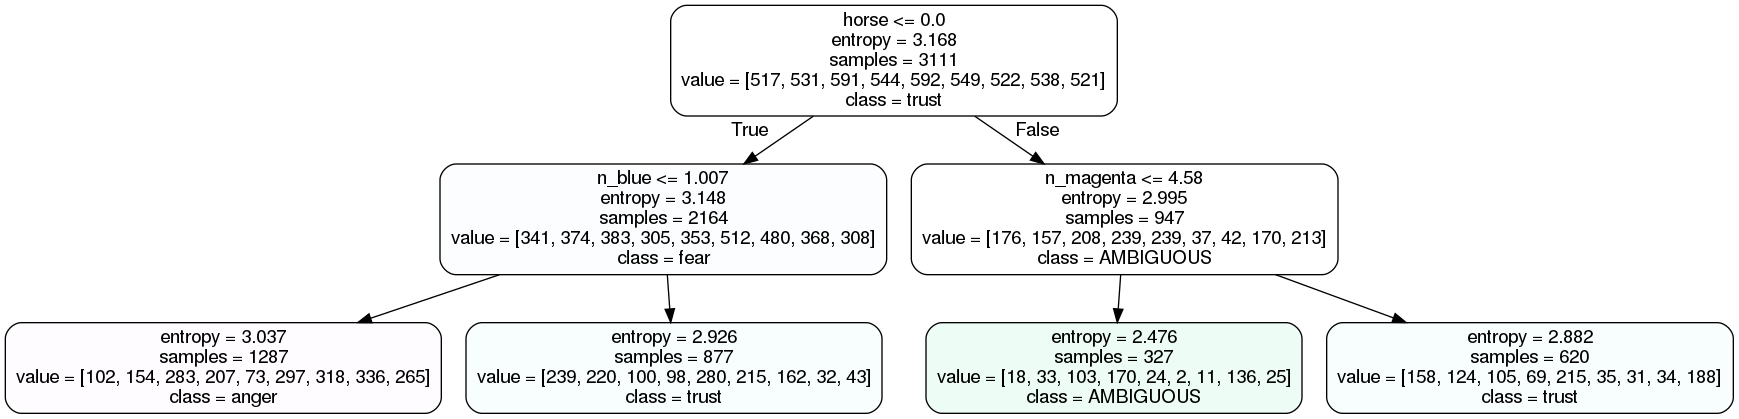 horse <= 0.0
entropy = 3.168
samples = 3111
value = [517, 531, 591, 544, 592, 549, 522, 538, 521]
class = trust
True
False
n_blue <= 1.007
entropy = 3.148
samples = 2164
value = [341, 374, 383, 305, 353, 512, 480, 368, 308]
class = fear
n_magenta <= 4.58
entropy = 2.995
samples = 947
value = [176, 157, 208, 239, 239, 37, 42, 170, 213]
class = AMBIGUOUS
entropy = 3.037
samples = 1287
value = [102, 154, 283, 207, 73, 297, 318, 336, 265]
class = anger
entropy = 2.926
samples = 877
value = [239, 220, 100, 98, 280, 215, 162, 32, 43]
class = trust
entropy = 2.476
samples = 327
value = [18, 33, 103, 170, 24, 2, 11, 136, 25]
class = AMBIGUOUS
entropy = 2.882
samples = 620
value = [158, 124, 105, 69, 215, 35, 31, 34, 188]
class = trust